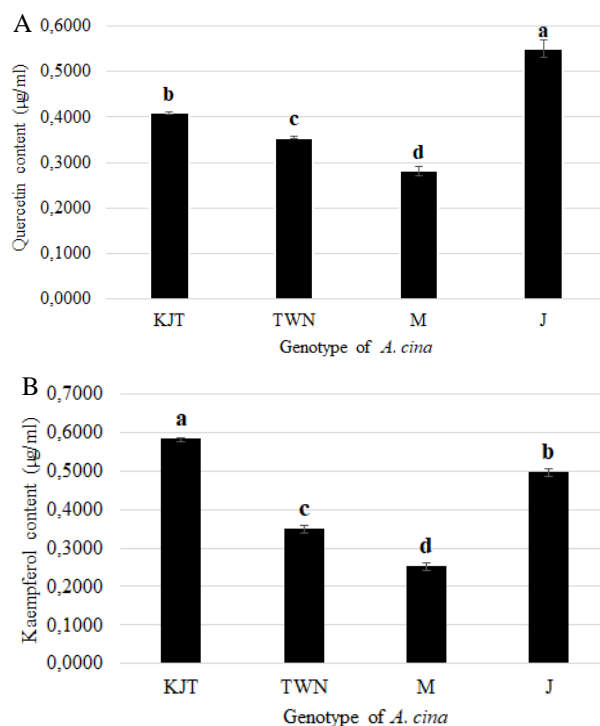 A
Quercetin content (µg/ml)
0,6000
0,5000
0,4000
0,3000
0,2000
0,1000
0,0000
b
c
d
a
KJT TWN M J
Genotype of A. cina
B
Kaempferol content (µg/ml)
0,7000
0,6000
0,5000
0,4000
0,3000
0,2000
0,1000
0,0000
a
c
d
b
KJT TWN M J
Genotype of A. cina